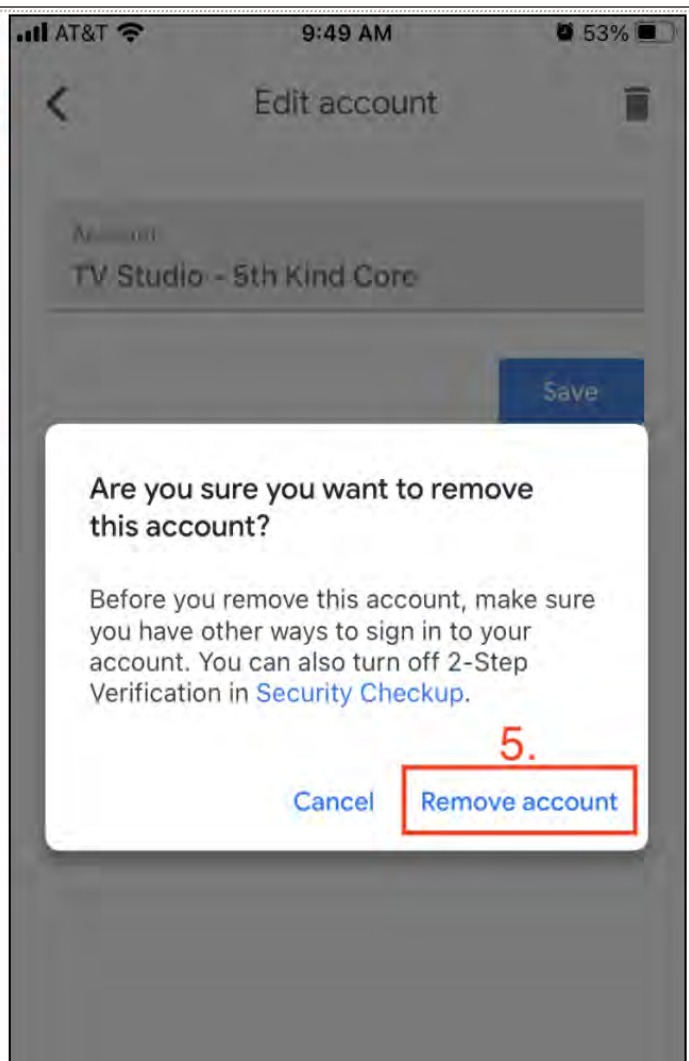 AT&T 9:49 AM 53%
Edit account
Account
TV Studio - 5th Kind Core
Save
Are you sure you want to remove
this account?
Before you remove this account, make sure
you have other ways to sign in to your
account. You can also turn off 2-Step
Verification in Security Checkup.
5.
Cancel Remove account